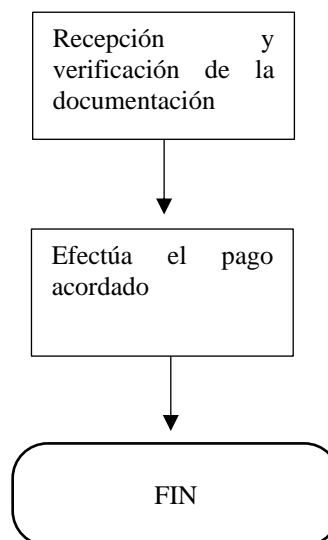 Recepción y
verificación de la
documentación
Efectúa el pago
acordado
FIN